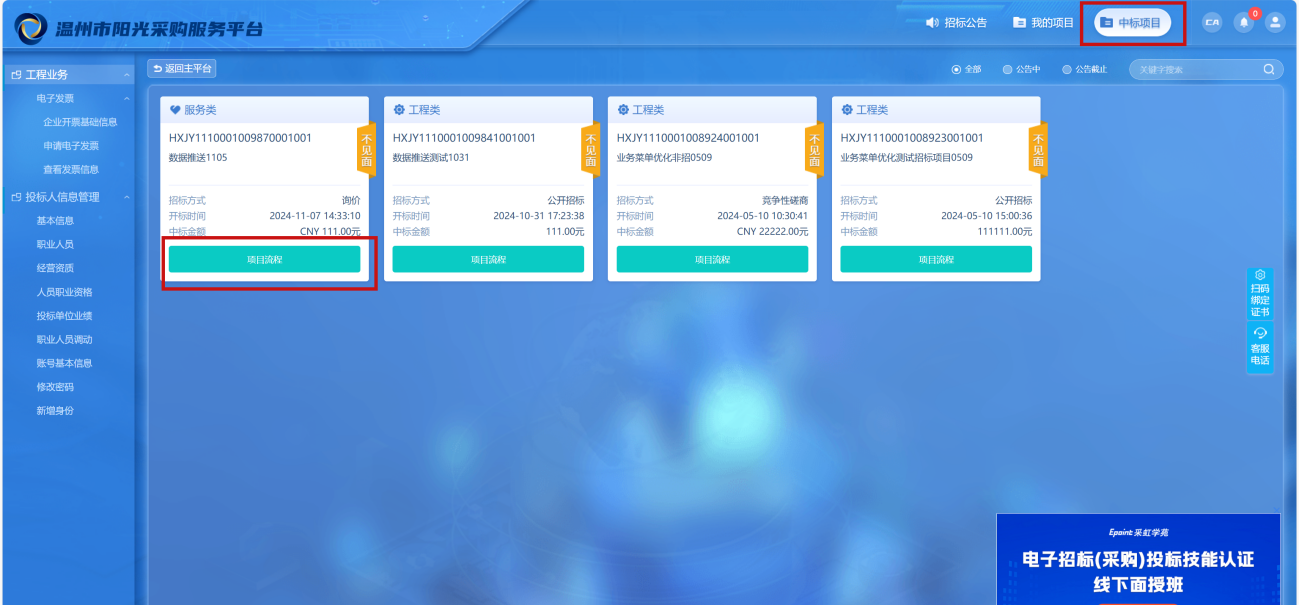 温州市阳光采购服务平台
招标公告
我的项目
中标项目
CA
0
工程业务
电子发票
企业开票基础信息
申请电子发票
查看发票信息
投标人信息管理
基本信息
职业人员
经营资质
人员职业资格
投标单位业绩
职业人员调动
账号基本信息
修改密码
新增身份
返回主平台
全部
公告中
公告截止
关键字搜索
服务类
HXJY1110001009870001001
数据推送1105
不见面
招标方式 询价
开标时间 2024-11-07 14:33:10
中标金额 CNY 111.00元
项目流程
工程类
HXJY1110001009841001001
数据推送测试1031
不见面
招标方式 公开招标
开标时间 2024-10-31 17:23:38
中标金额 111.00元
项目流程
工程类
HXJY1110001008924001001
业务菜单优化非招0509
不见面
招标方式 竞争性磋商
开标时间 2024-05-10 10:30:41
中标金额 CNY 22222.00元
项目流程
工程类
HXJY1110001008923001001
业务菜单优化测试招标项目0509
不见面
招标方式 公开招标
开标时间 2024-05-10 15:00:36
中标金额 111111.00元
项目流程
扫码
绑定
证书
客服
电话
Epoint 采虹学苑
电子招标(采购)投标技能认证
线下面授班